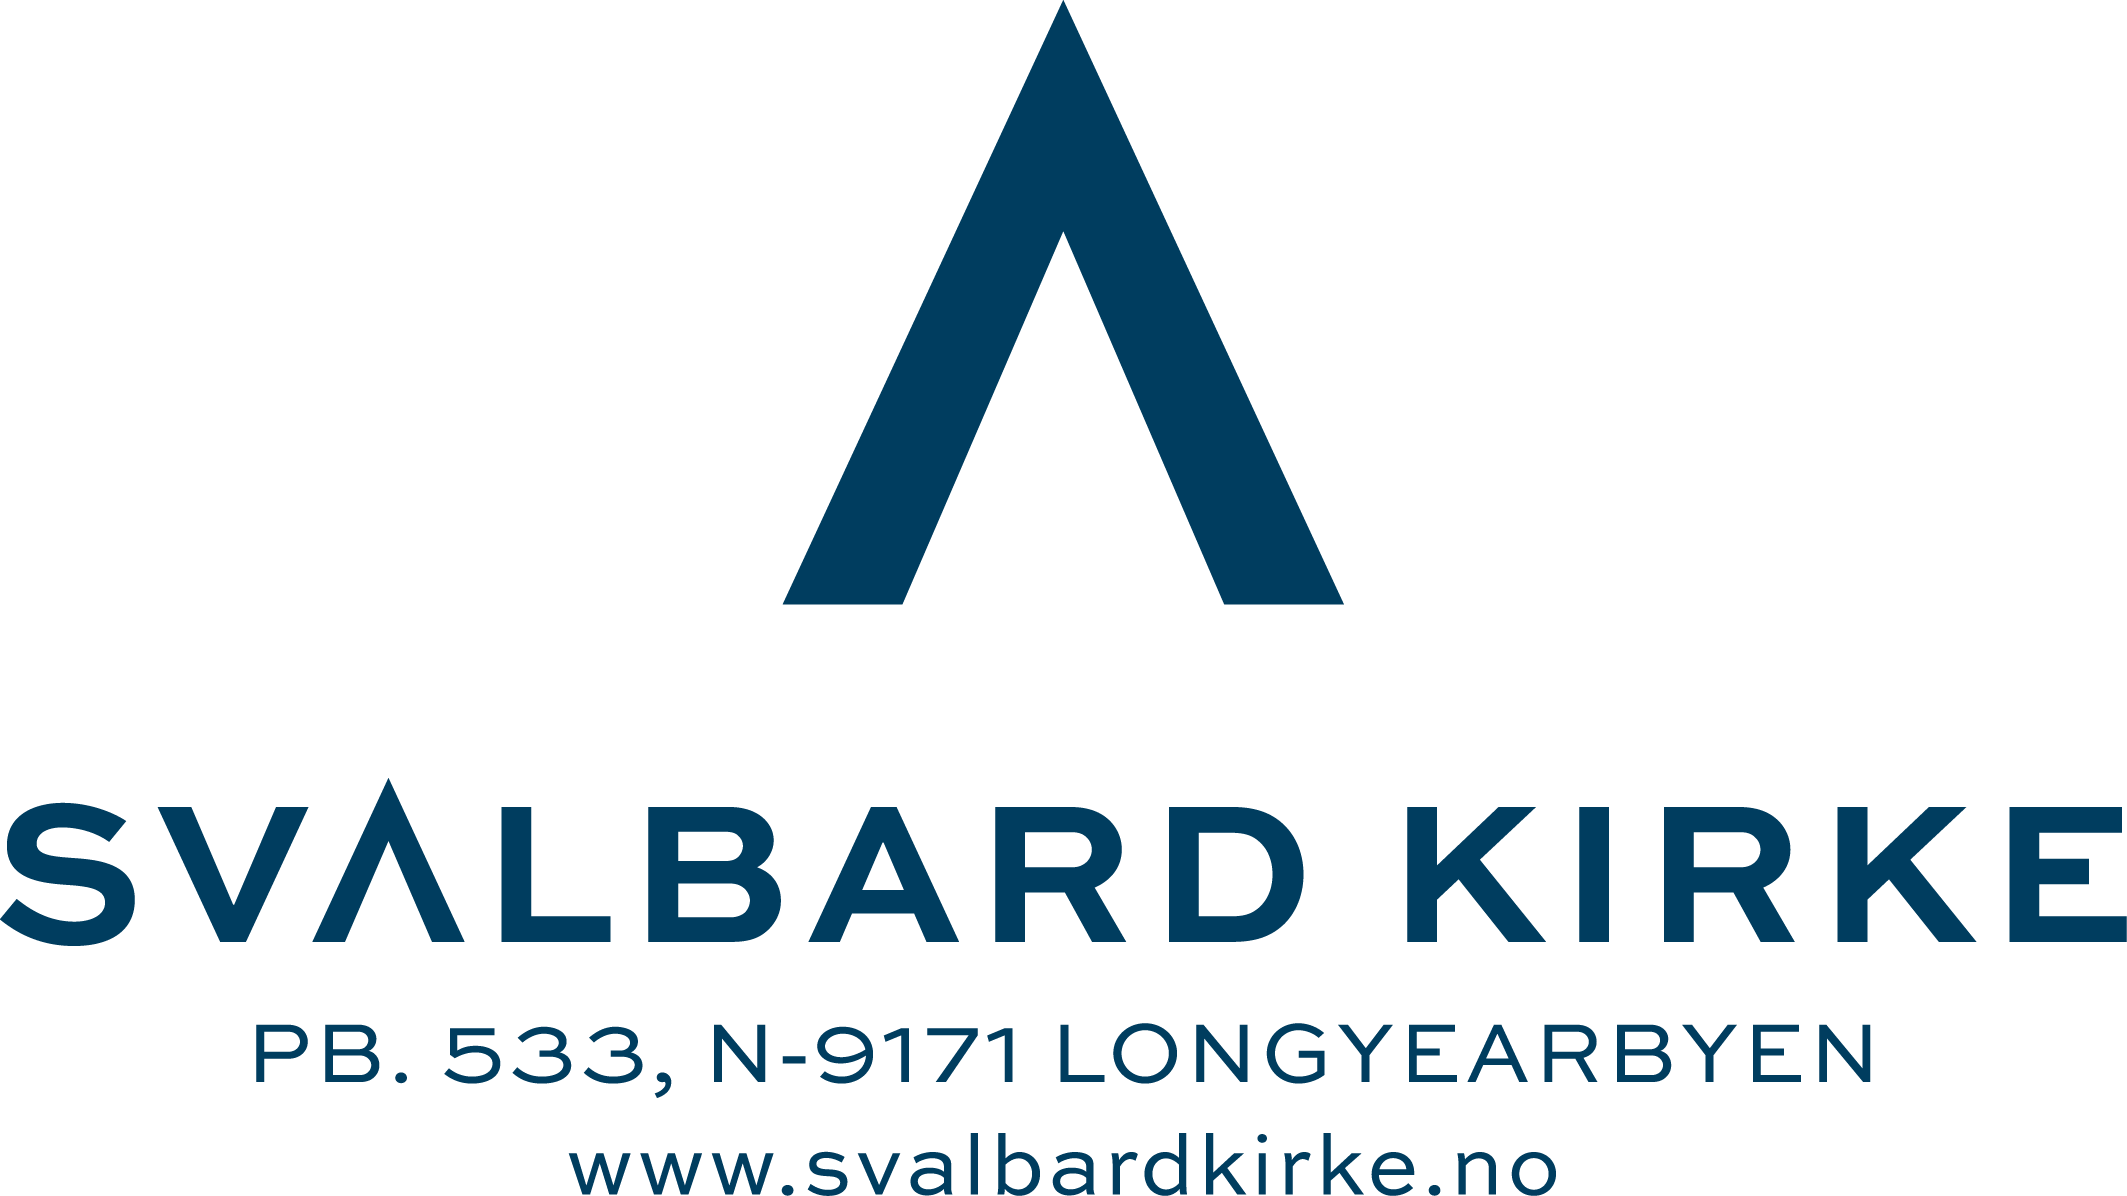 SVALBARD KIRKE
PB. 533, N-9171 LONGYEARBYEN
www.svalbardkirke.no